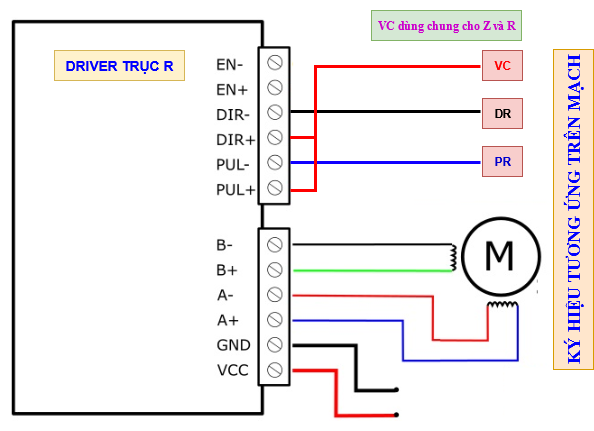 VC dùng chung cho Z và R
DRIVER TRỤC R
EN-
EN+
DIR-
DIR+
PUL-
PUL+
VC
DR
PR
B-
B+
A-
A+
GND
VCC
M
KÝ HIỆU TƯƠNG ỨNG TRÊN MẠCH